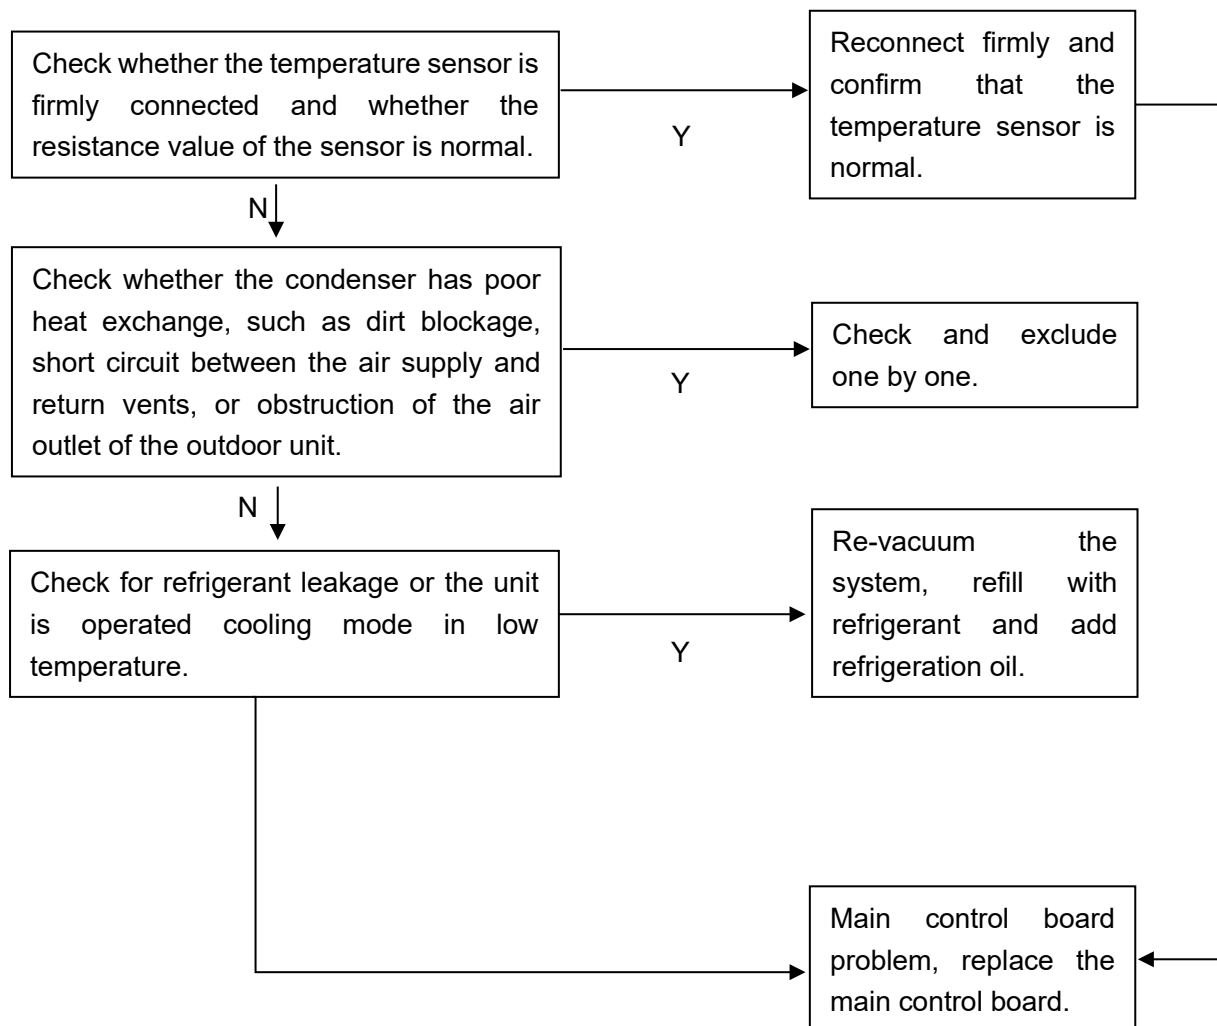 Check whether the temperature sensor is
firmly connected and whether the
resistance value of the sensor is normal.
Y
Reconnect firmly and
confirm that the
temperature sensor is
normal.
N
Check whether the condenser has poor
heat exchange, such as dirt blockage,
short circuit between the air supply and
return vents, or obstruction of the air
outlet of the outdoor unit.
Y
Check and exclude
one by one.
N
Check for refrigerant leakage or the unit
is operated cooling mode in low
temperature.
Y
Re-vacuum the
system, refill with
refrigerant and add
refrigeration oil.
Main control board
problem, replace the
main control board.